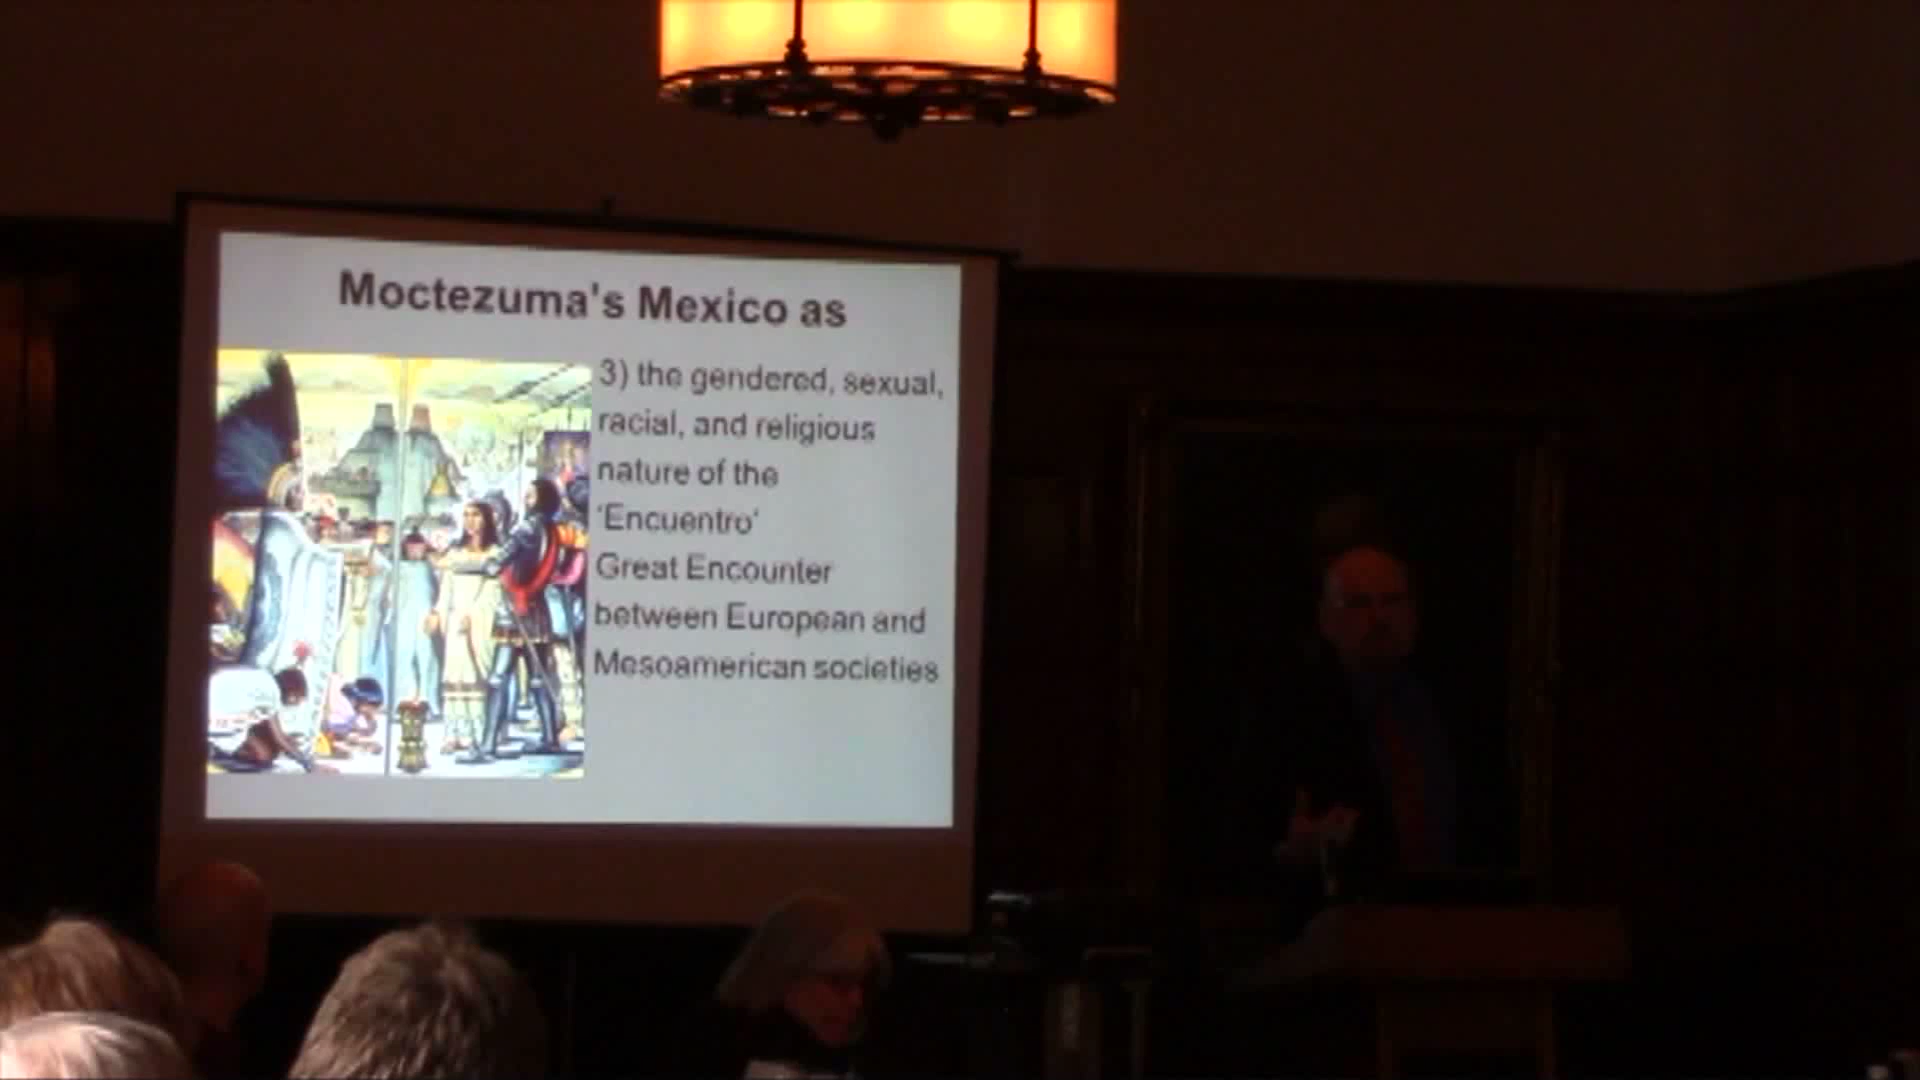 Moctezuma's Mexico as
3) the gendered, sexual,
racial, and religious
nature of the
'Encuentro'
Great Encounter
between European and
Mesoamerican societies